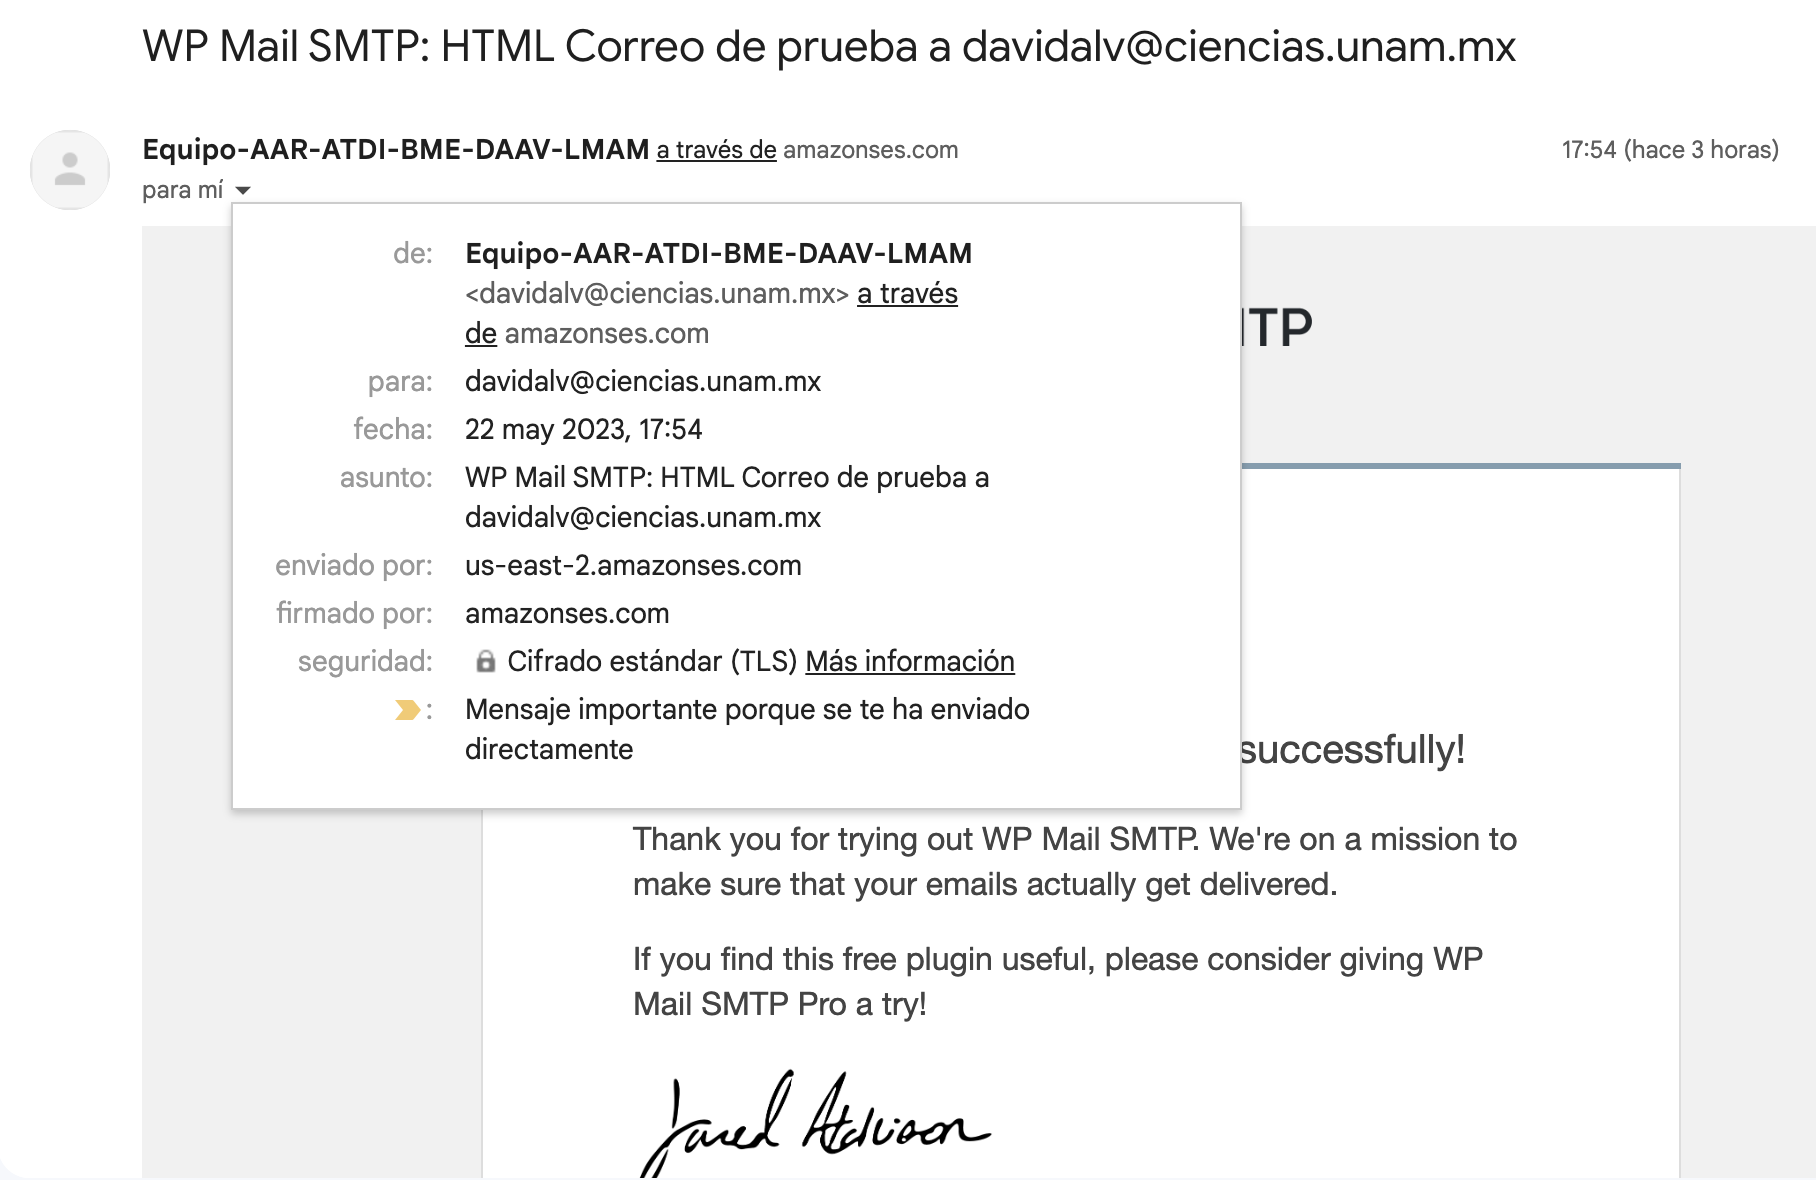 WP Mail SMTP: HTML Correo de prueba a davidalv@ciencias.unam.mx
Equipo-AAR-ATDI-BME-DAAV-LMAM a través de amazonses.com
17:54 (hace 3 horas)
para mí
de: Equipo-AAR-ATDI-BME-DAAV-LMAM
<davidalv@ciencias.unam.mx> a través
de amazonses.com
para: davidalv@ciencias.unam.mx
fecha: 22 may 2023, 17:54
asunto: WP Mail SMTP: HTML Correo de prueba a
davidalv@ciencias.unam.mx
enviado por: us-east-2.amazonses.com
firmado por: amazonses.com
seguridad: Cifrado estándar (TLS) Más información
: Mensaje importante porque se te ha enviado
directamente
TP
successfully!
Thank you for trying out WP Mail SMTP. We're on a mission to
make sure that your emails actually get delivered.
If you find this free plugin useful, please consider giving WP
Mail SMTP Pro a try!